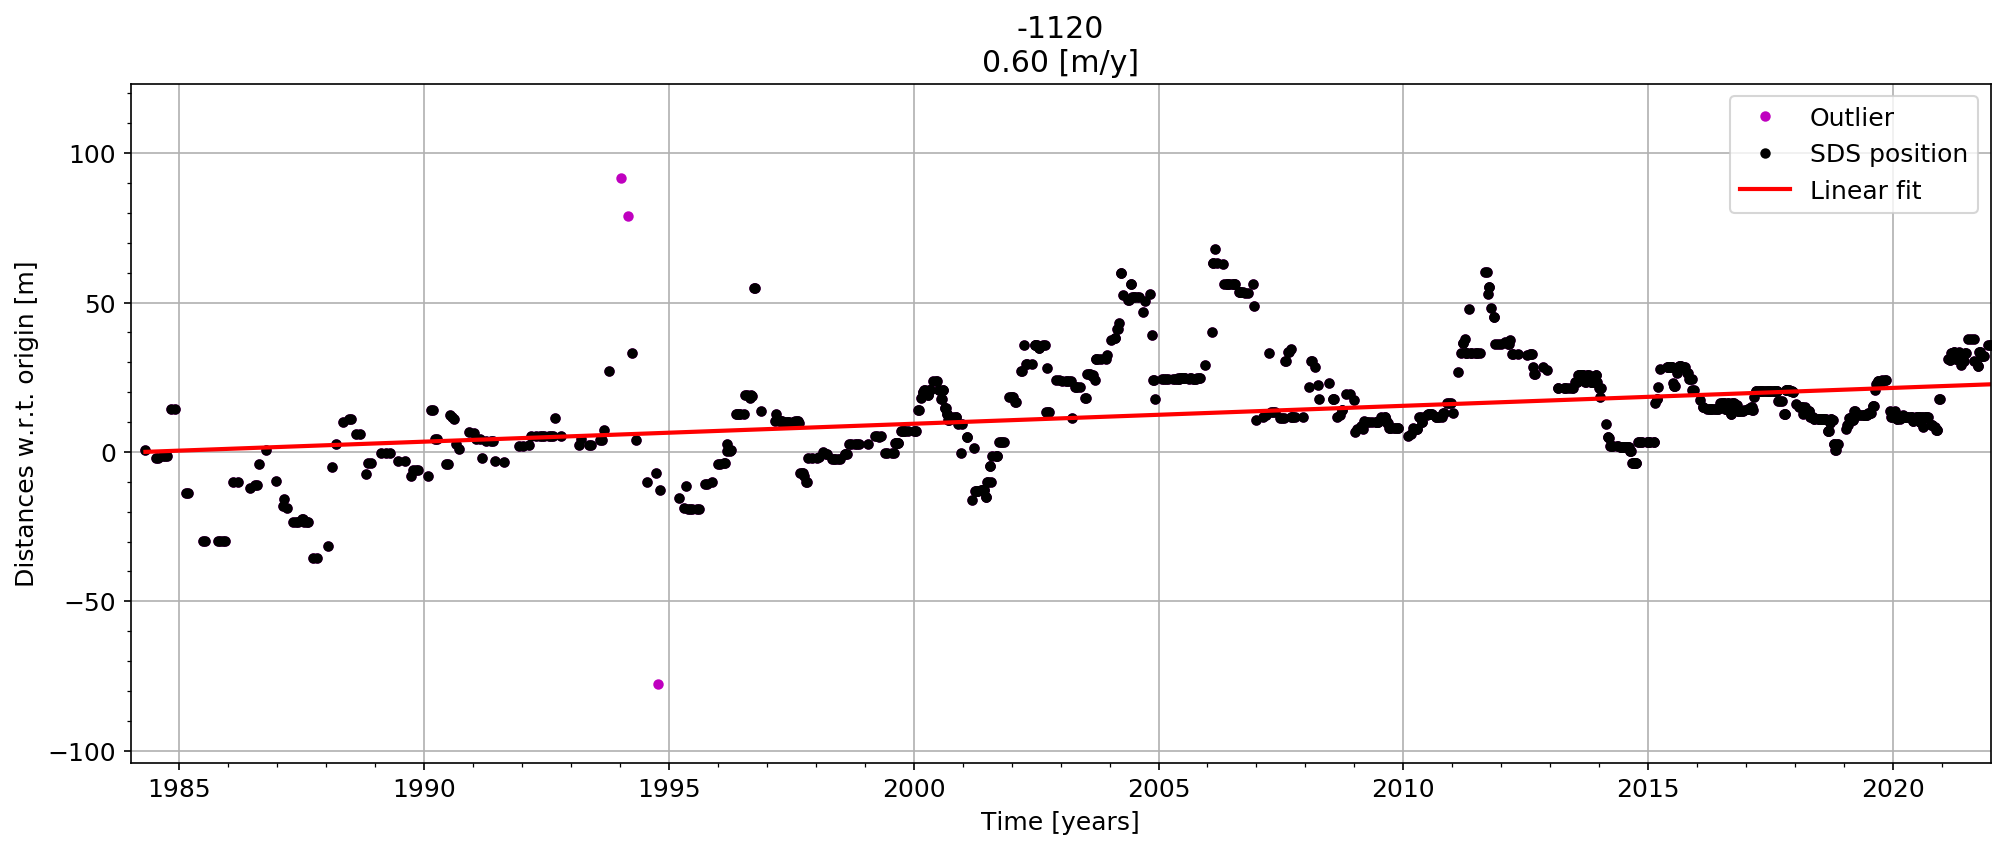 -1120
0.60 [m/y]
Outlier
SDS position
Linear fit
Distances w.r.t. origin [m]
100
50
0
−50
−100
1985 1990 1995 2000 2005 2010 2015 2020
Time [years]